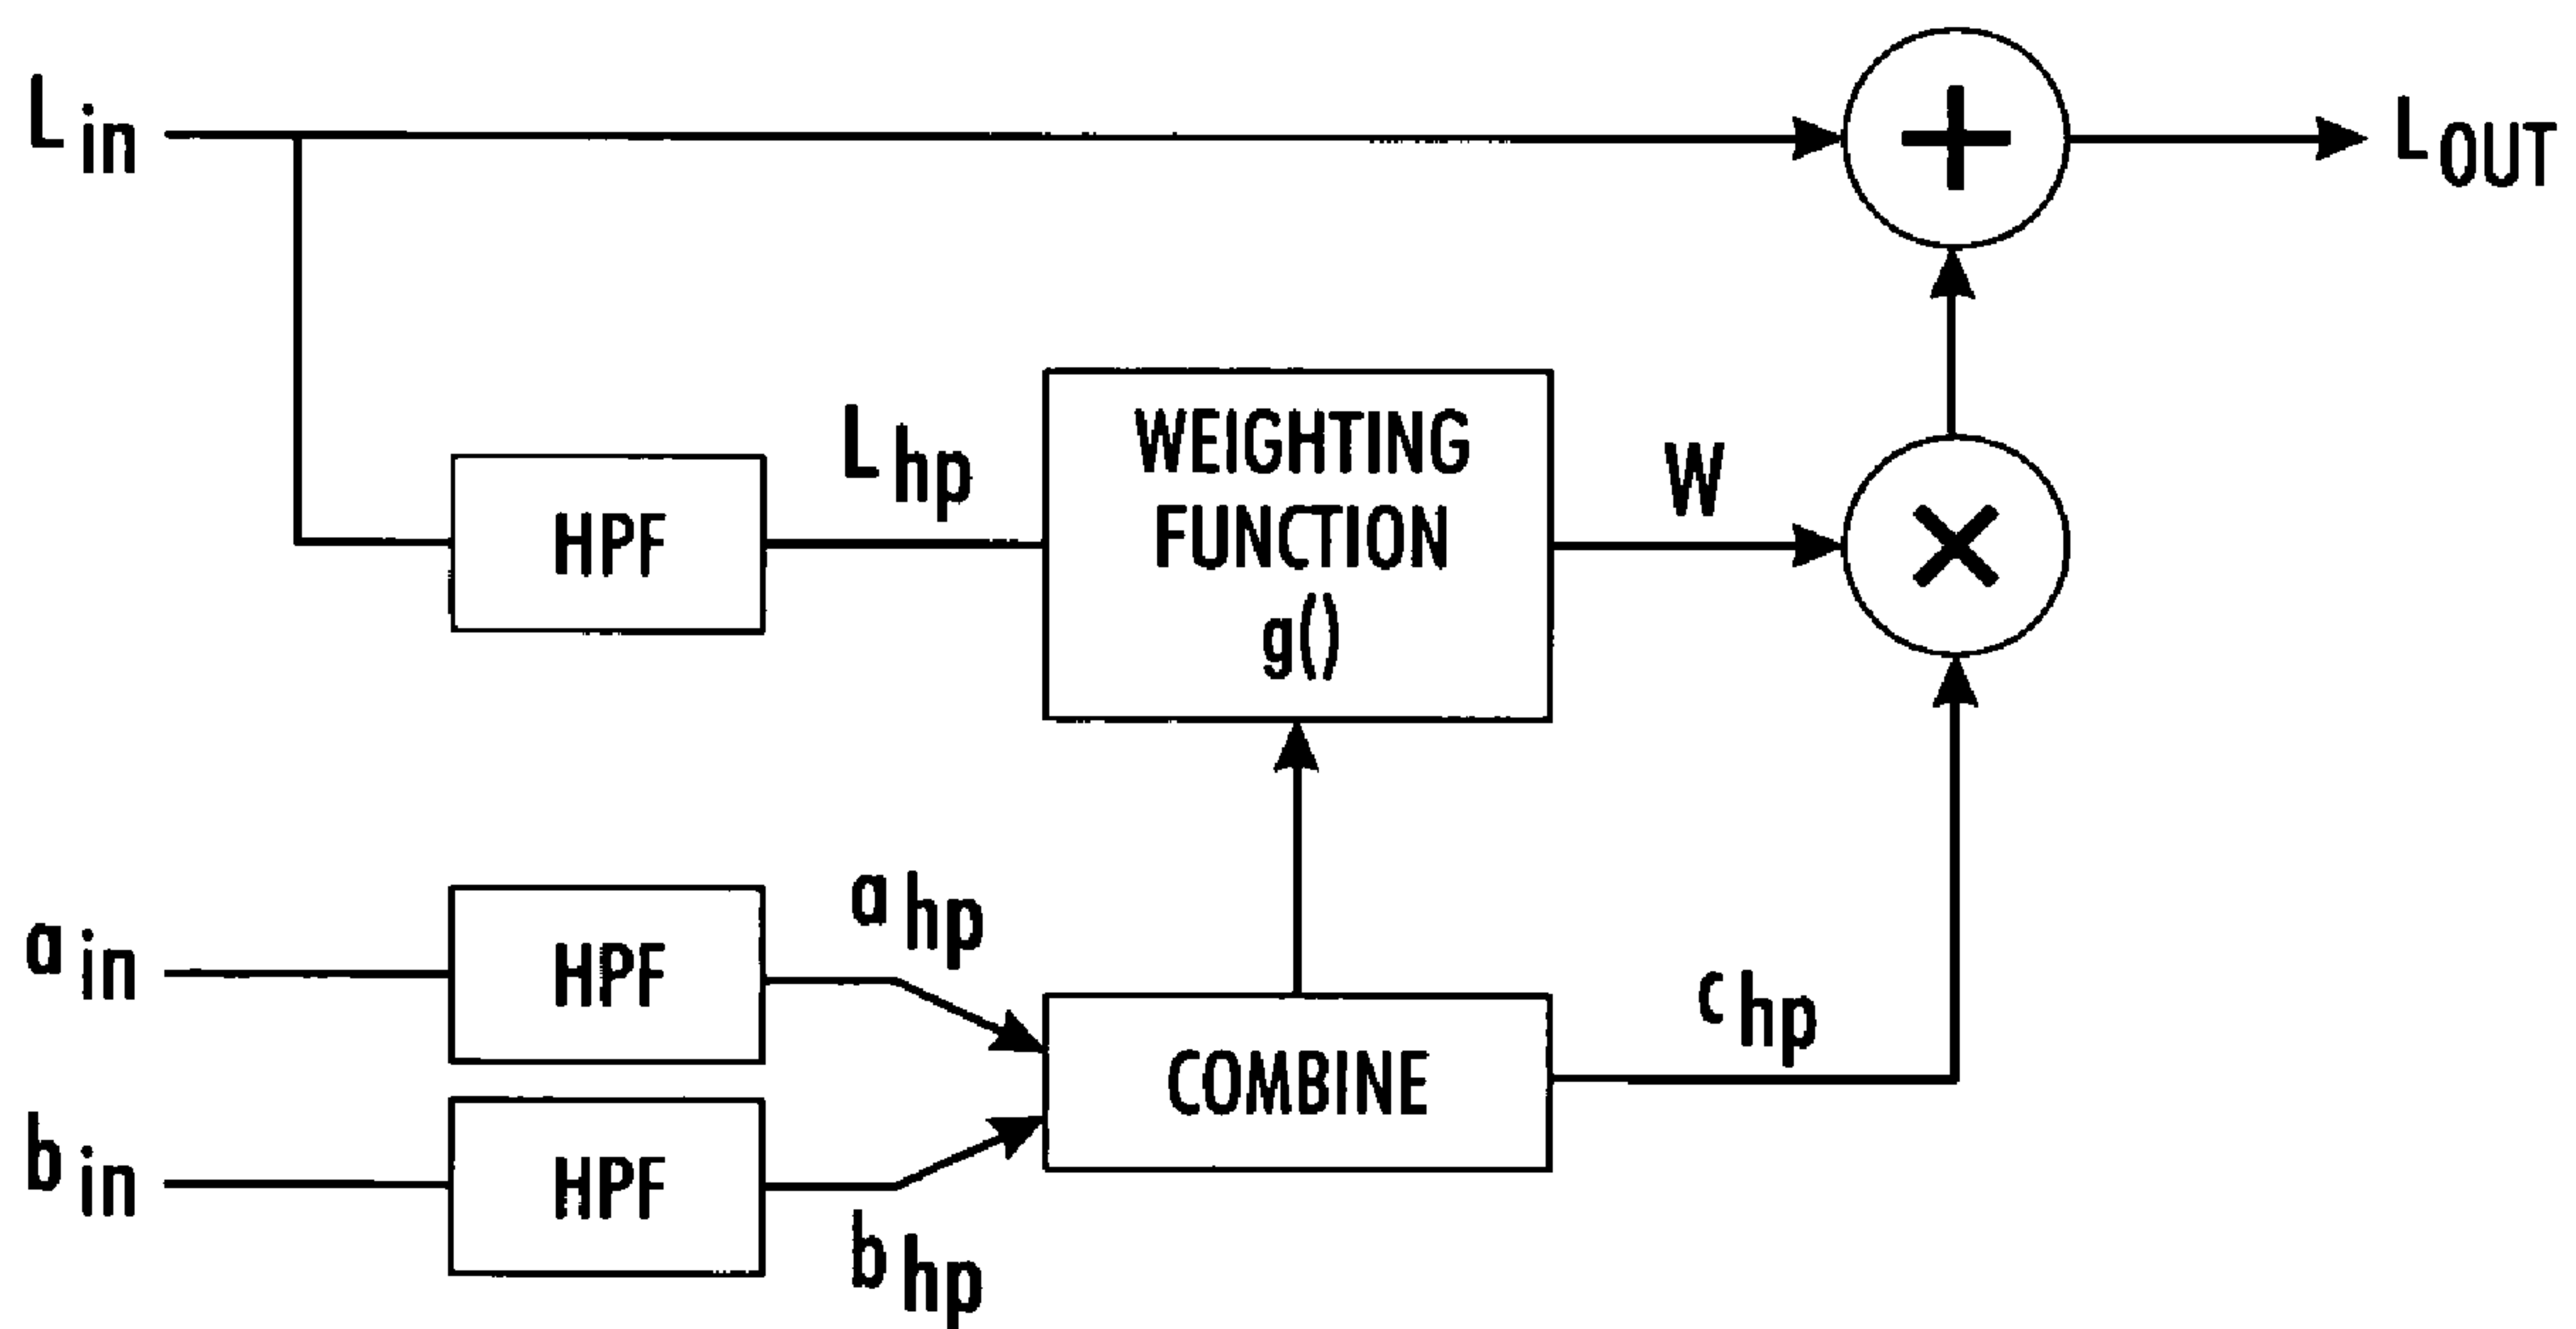 L in
+
L OUT
L hp
WEIGHTING
FUNCTION
g()
W
HPF
×
a in
HPF
a hp
c hp
COMBINE
b in
HPF
b hp